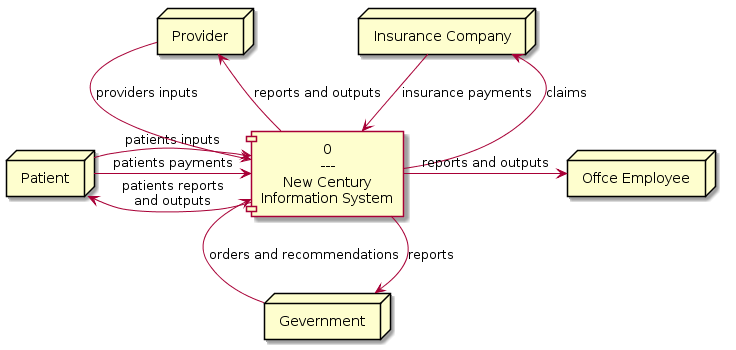 Provider
Insurance Company
providers inputs
reports and outputs
insurance payments
claims
patients inputs
0
---
New Century
Information System
patients payments
reports and outputs
Patient
Offce Employee
patients reports
and outputs
orders and recommendations
reports
Gevernment